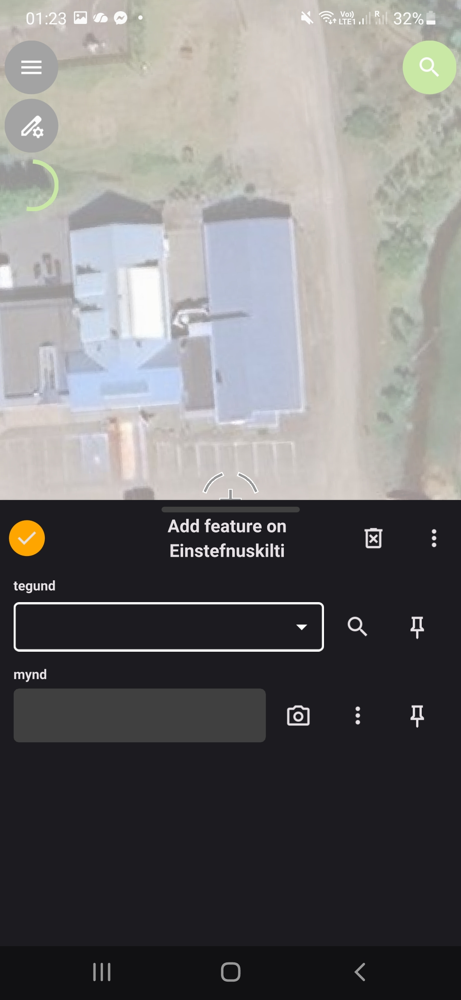 01:23
Vo)) LTE1 R 32%
Add feature on
Einstefnuskilti
tegund
mynd